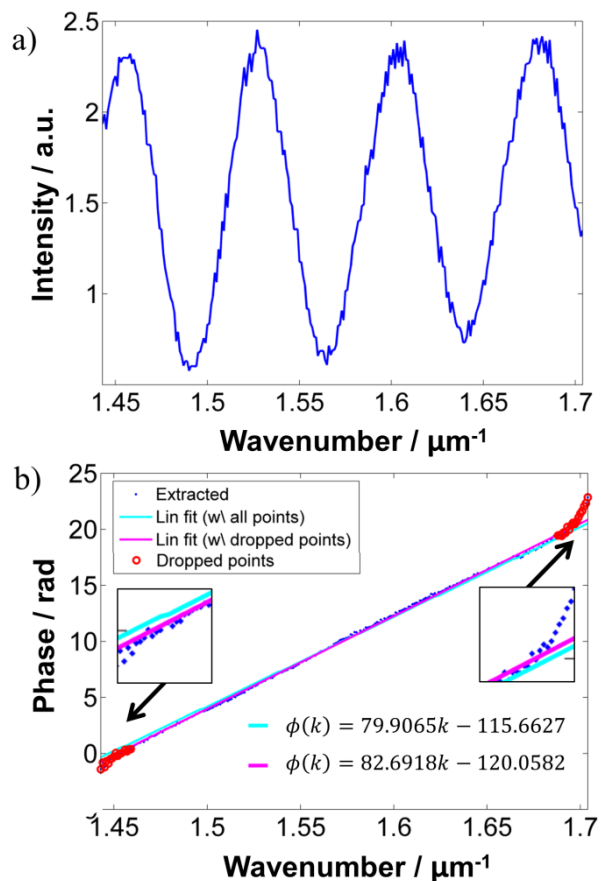 a)
2.5
2
1.5
1
Intensity / a.u.
1.45 1.5 1.55 1.6 1.65 1.7
Wavenumber / µm⁻¹
b)
25
20
15
10
5
0
Phase / rad
Extracted
Lin fit (w\ all points)
Lin fit (w\ dropped points)
Dropped points
ϕ(k) = 79.9065k − 115.6627
ϕ(k) = 82.6918k − 120.0582
1.45 1.5 1.55 1.6 1.65 1.7
Wavenumber / µm⁻¹